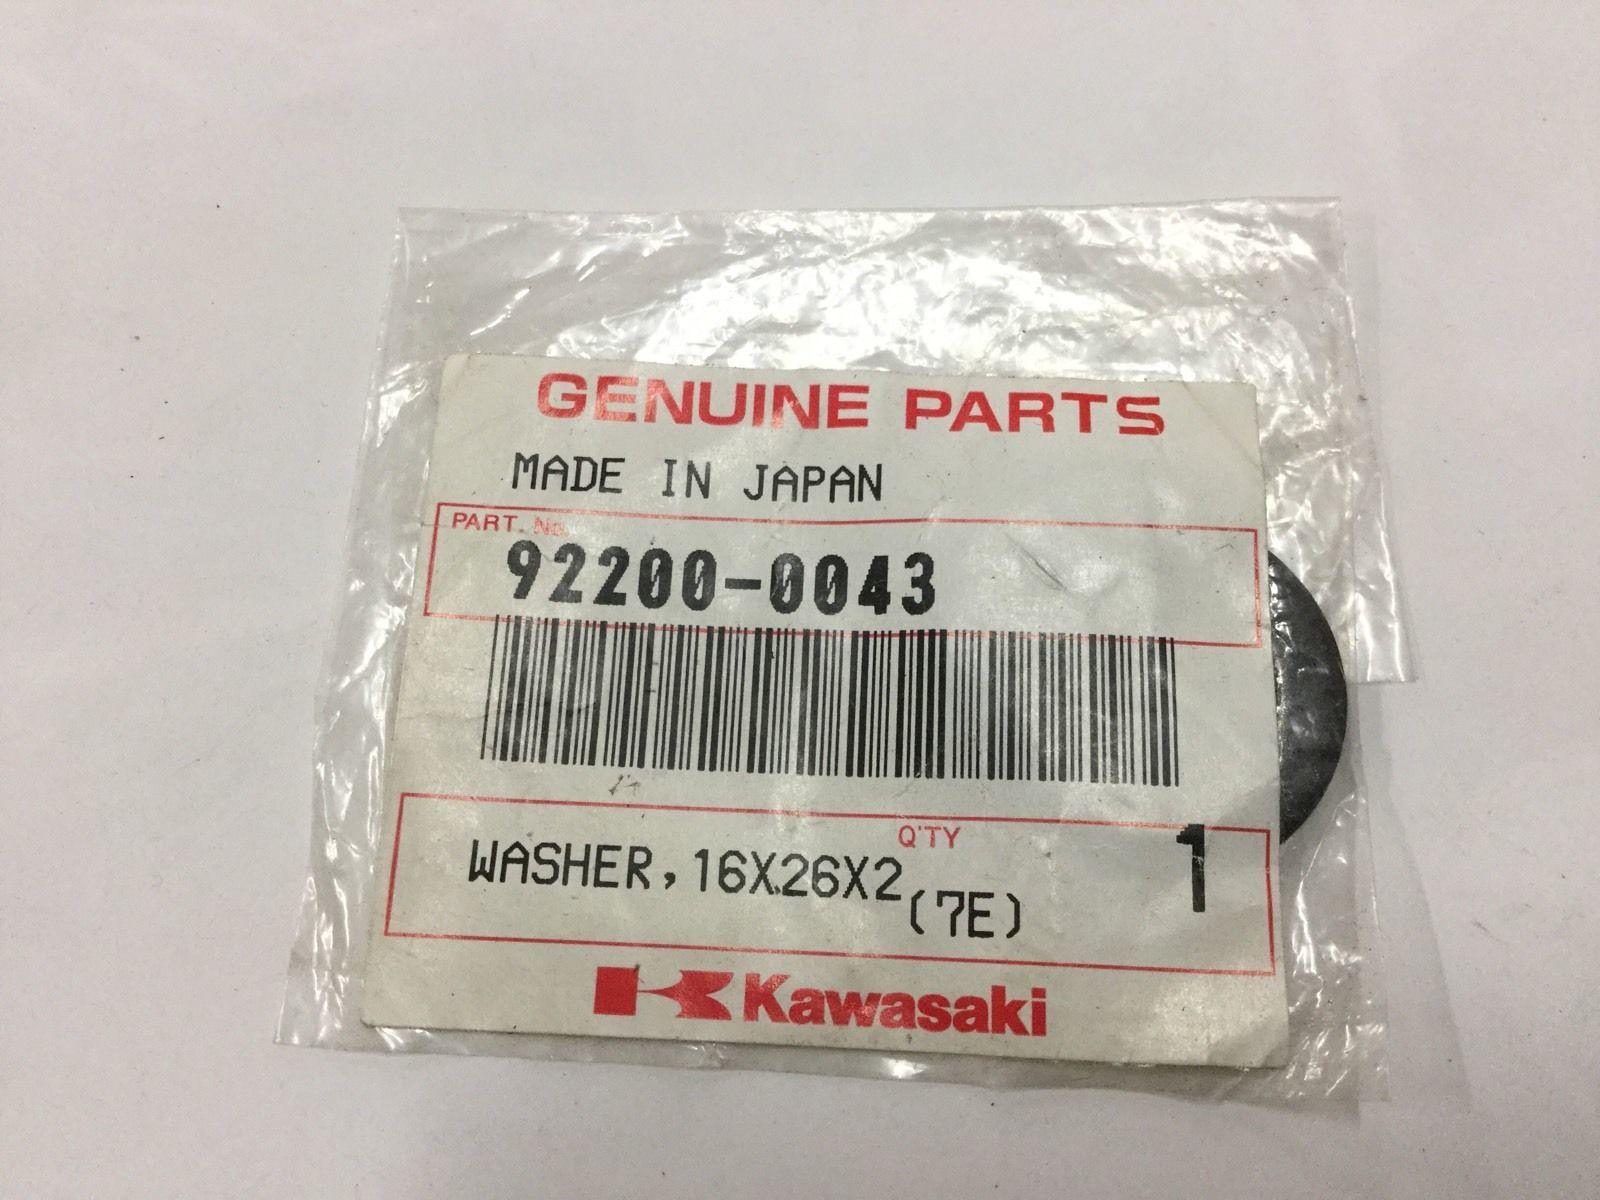 GENUINE PARTS
MADE IN JAPAN
PART. No.
92200-0043
Q'TY
WASHER,16X26X2 1
(7E)
Kawasaki